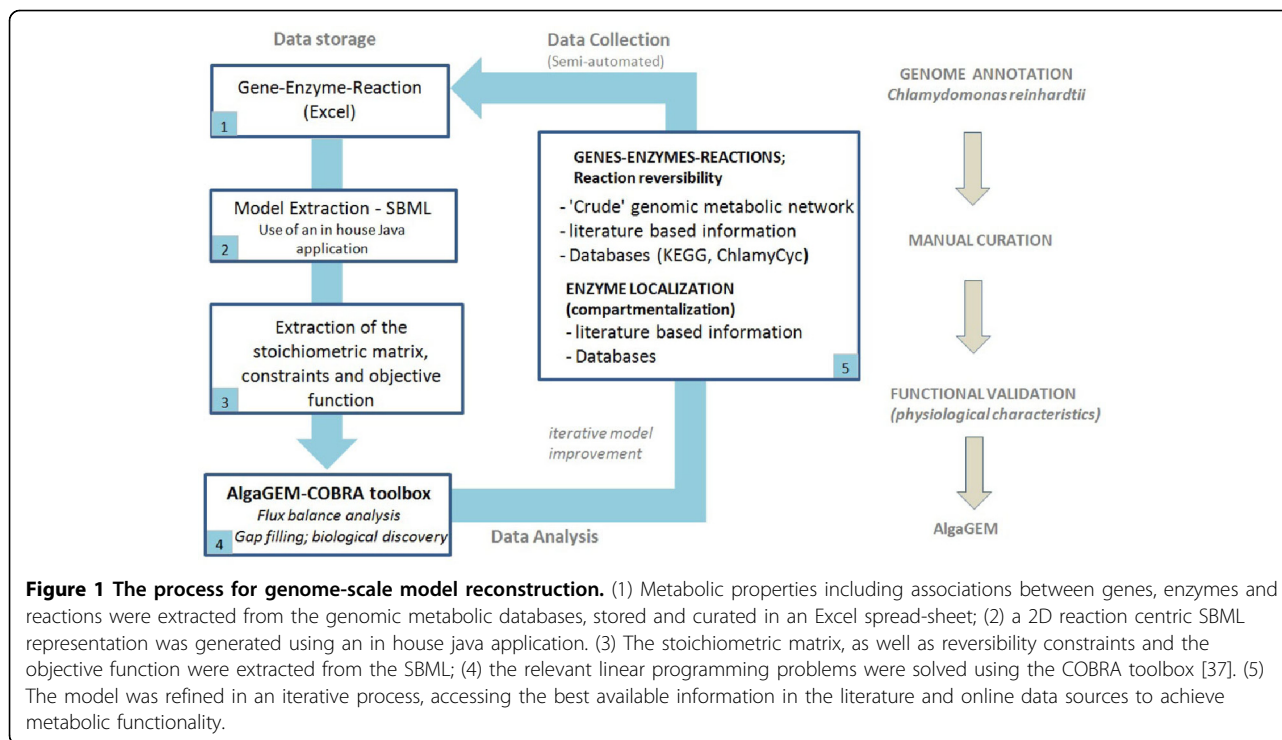 Data storage
Data Collection
(Semi-automated)
Gene-Enzyme-Reaction
(Excel)
1
Model Extraction - SBML
Use of an in house Java
application
2
Extraction of the
stoichiometric matrix,
constraints and objective
function
3
AlgaGEM-COBRA toolbox
Flux balance analysis
Gap filling; biological discovery
4
Data Analysis
iterative model
improvement
GENES-ENZYMES-REACTIONS;
Reaction reversibility
- 'Crude' genomic metabolic network
- literature based information
- Databases (KEGG, ChlamyCyc)
ENZYME LOCALIZATION
(compartmentalization)
- literature based information
- Databases
5
GENOME ANNOTATION
Chlamydomonas reinhardtii
MANUAL CURATION
FUNCTIONAL VALIDATION
(physiological characteristics)
AlgaGEM
Figure 1 The process for genome-scale model reconstruction. (1) Metabolic properties including associations between genes, enzymes and
reactions were extracted from the genomic metabolic databases, stored and curated in an Excel spread-sheet; (2) a 2D reaction centric SBML
representation was generated using an in house java application. (3) The stoichiometric matrix, as well as reversibility constraints and the
objective function were extracted from the SBML; (4) the relevant linear programming problems were solved using the COBRA toolbox [37]. (5)
The model was refined in an iterative process, accessing the best available information in the literature and online data sources to achieve
metabolic functionality.